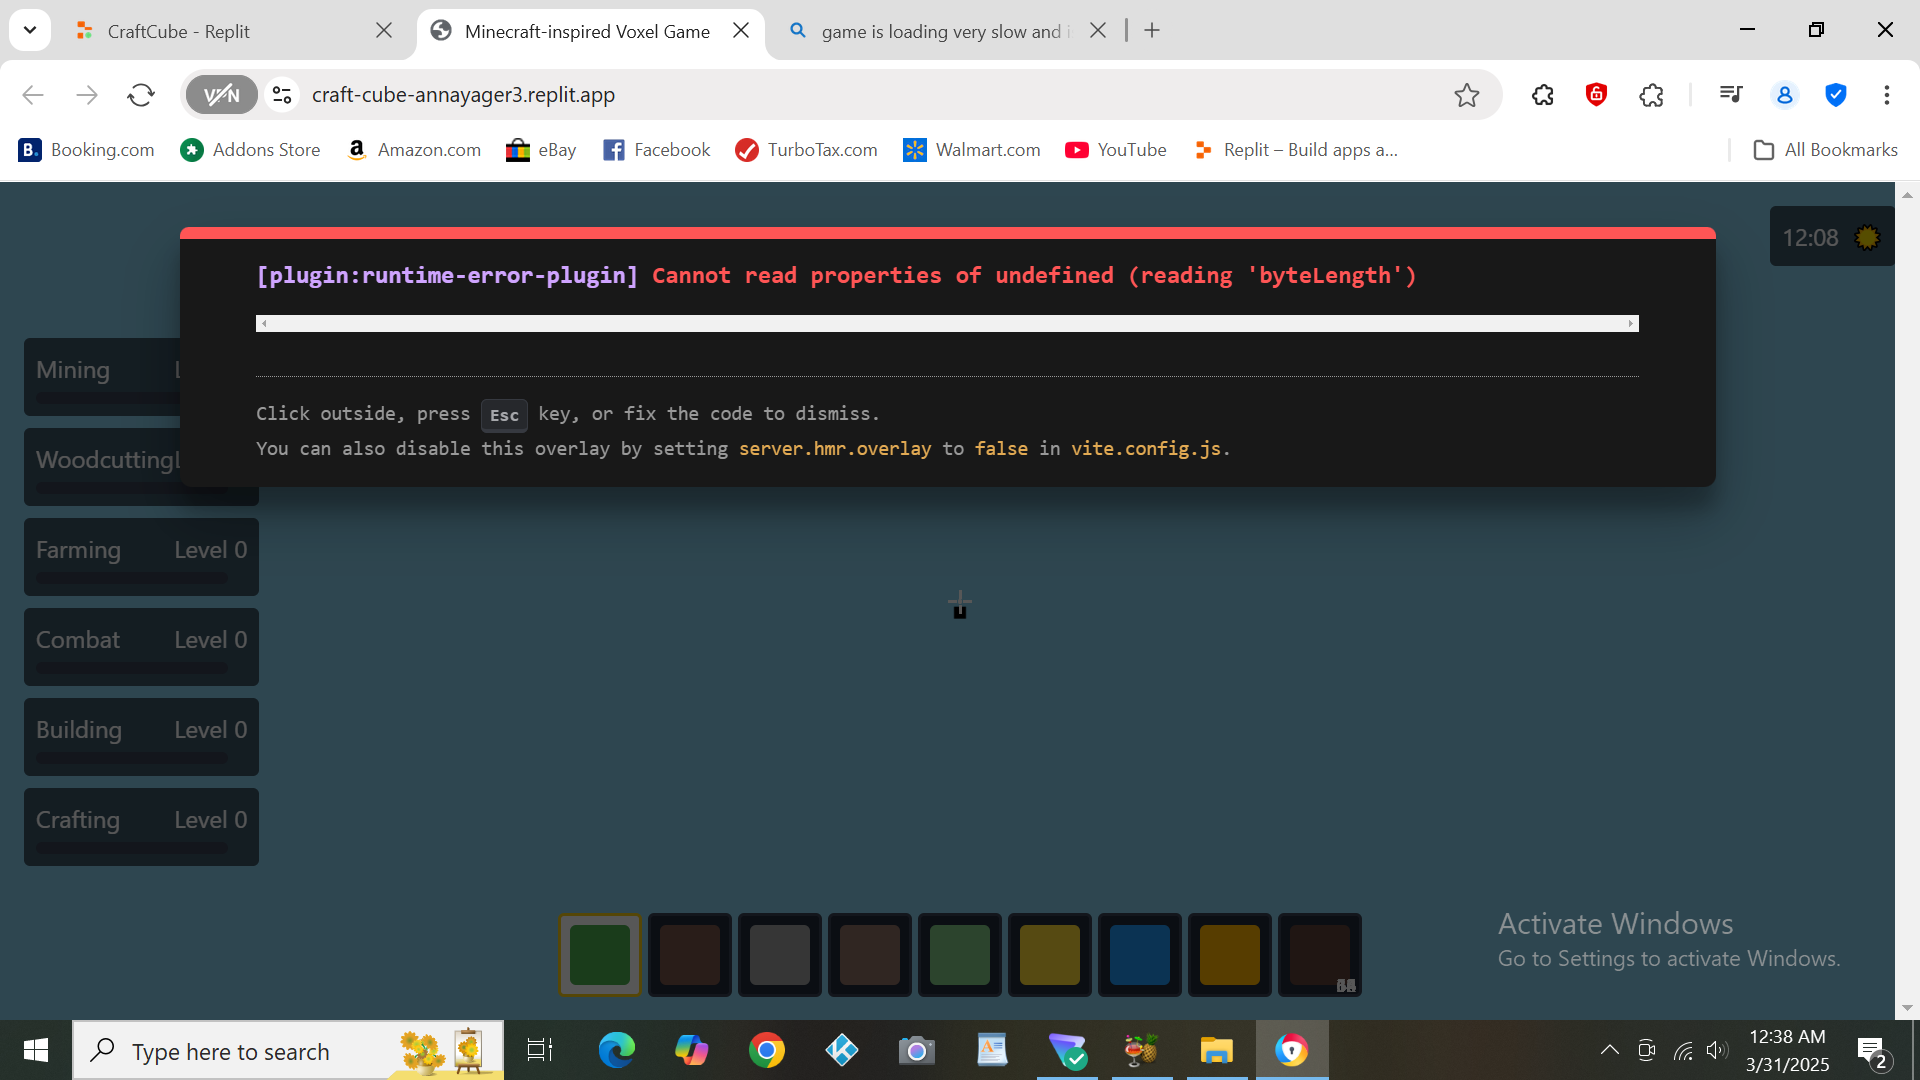 CraftCube - Replit
Minecraft-inspired Voxel Game
game is loading very slow and
VPN
craft-cube-annayager3.replit.app
B. Booking.com
Addons Store
a Amazon.com
eBay
Facebook
TurboTax.com
Walmart.com
YouTube
Replit – Build apps a...
All Bookmarks
12:08
[plugin:runtime-error-plugin] Cannot read properties of undefined (reading 'byteLength')
Click outside, press Esc key, or fix the code to dismiss.
You can also disable this overlay by setting server.hmr.overlay to false in vite.config.js.
Mining
Woodcutting
Farming Level 0
Combat Level 0
Building Level 0
Crafting Level 0
Activate Windows
Go to Settings to activate Windows.
Type here to search
12:38 AM
3/31/2025
2